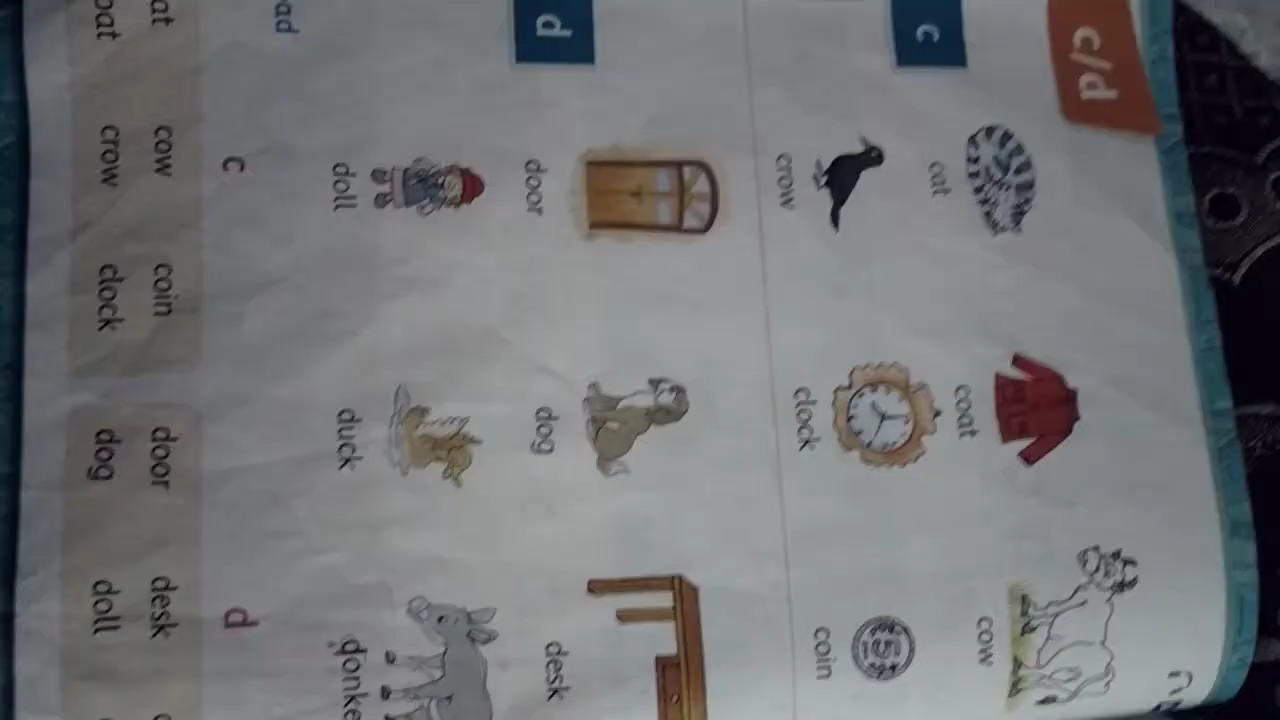 c/d
c
cat coat cow
crow clock coin
d
door dog desk
doll duck
c d
cow coin door desk
crow clock dog doll